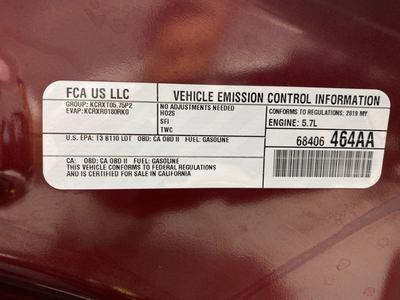 FCA US LLC
VEHICLE EMISSION CONTROL INFORMATION
GROUP: KCRXT05.75P2
EVAP: KCRXR0180RK0
NO ADJUSTMENTS NEEDED
HO2S
SFI
TWC
CONFORMS TO REGULATIONS: 2019 MY
ENGINE: 5.7L
U.S. EPA: T3 B110 LDT OBD: CA OBD II FUEL: GASOLINE
68406 464AA
CA: OBD: CA OBD II FUEL: GASOLINE
THIS VEHICLE CONFORMS TO FEDERAL REGULATIONS
AND IS CERTIFIED FOR SALE IN CALIFORNIA